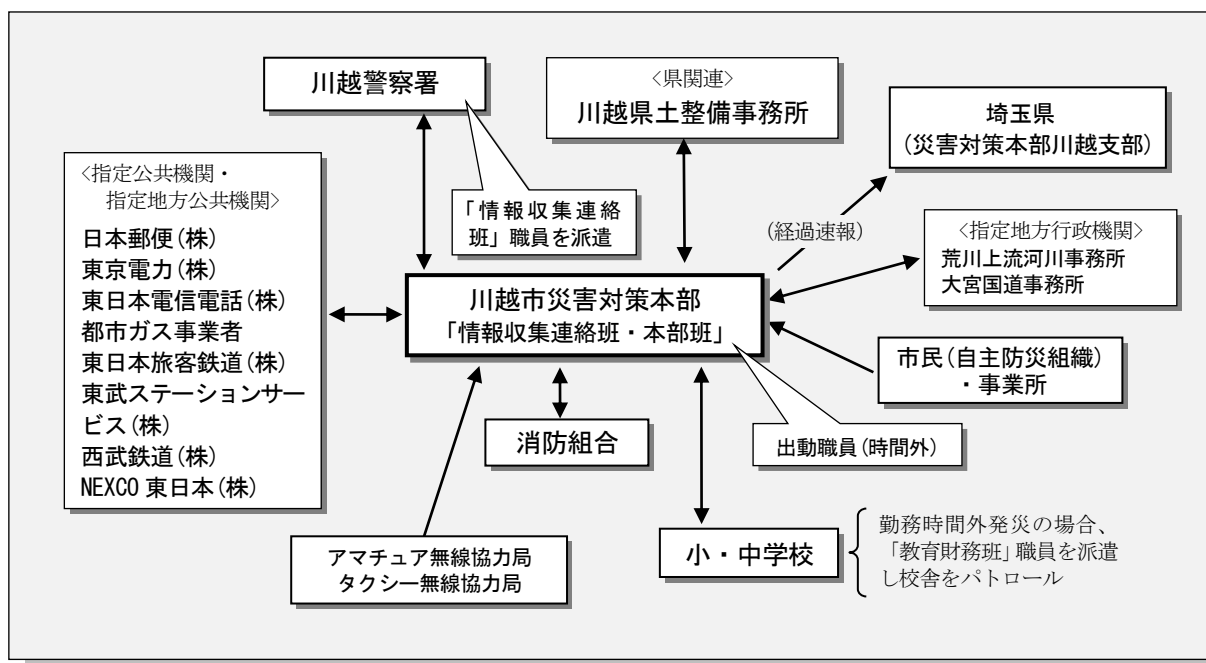 川越警察署
<県関連>
川越県土整備事務所
埼玉県
(災害対策本部川越支部)
<指定公共機関・
指定地方公共機関>
日本郵便(株)
東京電力(株)
東日本電信電話(株)
都市ガス事業者
東日本旅客鉄道(株)
東武ステーションサー
ビス(株)
西武鉄道(株)
NEXCO 東日本(株)
「情報収集連絡
班」職員を派遣
(経過速報)
<指定地方行政機関>
荒川上流河川事務所
大宮国道事務所
川越市災害対策本部
「情報収集連絡班・本部班」
市民(自主防災組織)
・事業所
消防組合
出動職員(時間外)
アマチュア無線協力局
タクシー無線協力局
小・中学校
勤務時間外発災の場合、
「教育財務班」職員を派遣
し校舎をパトロール